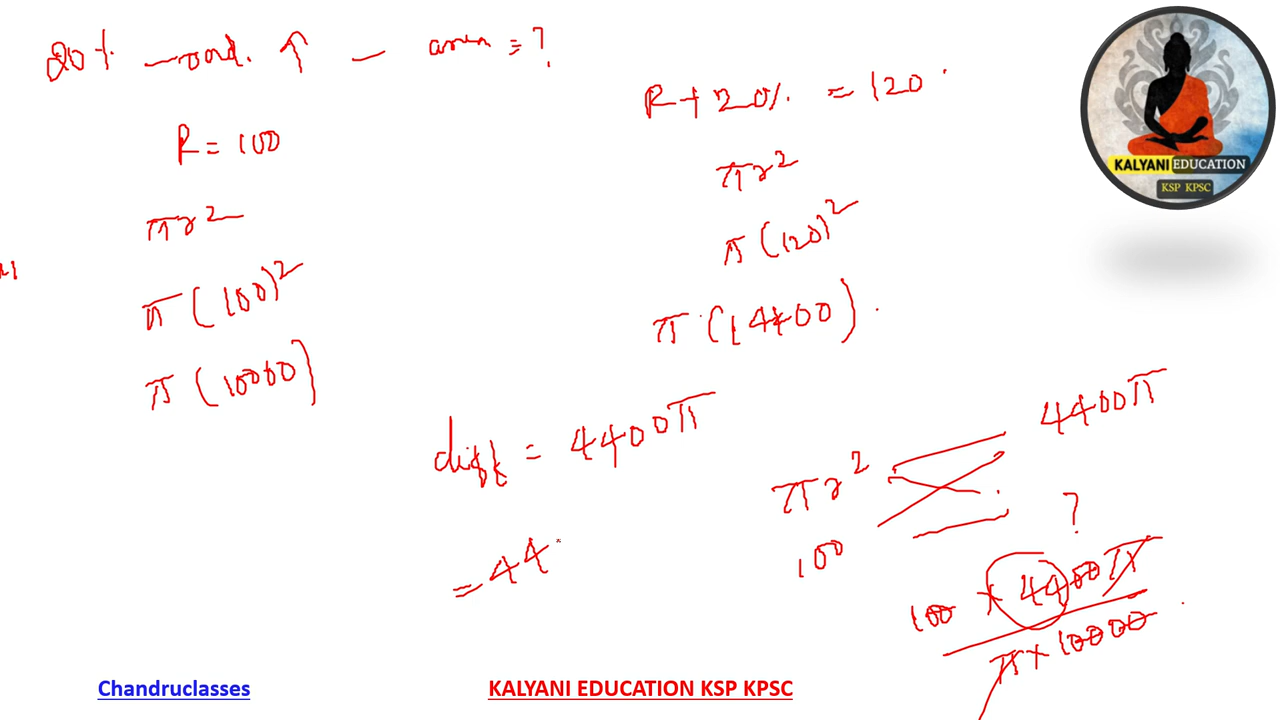 20% – rad. ↑ – area = ?
R = 100
πr²
π(100)²
π(10000)
R + 20% = 120
πr²
π(120)²
π(14400).
diff = 4400π
= 44
πr² 4400π
100 ?
100 × 4400π
π × 10000
KALYANI EDUCATION
KSP KPSC
Chandruclasses
KALYANI EDUCATION KSP KPSC